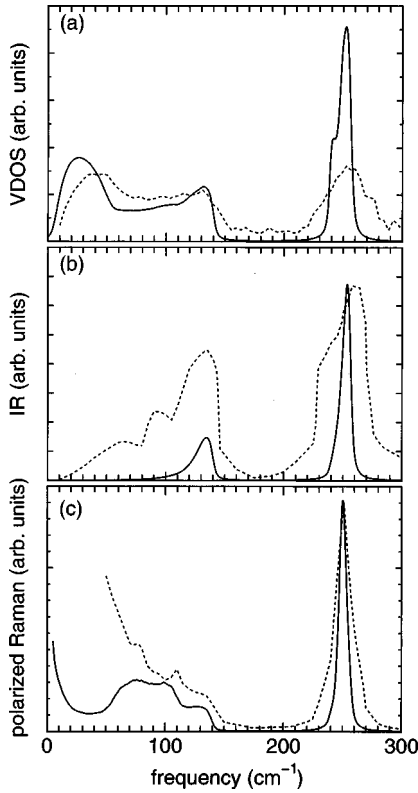 (a)
VDOS (arb. units)
(b)
IR (arb. units)
(c)
polarized Raman (arb. units)
0 100 200 300
frequency (cm⁻¹)